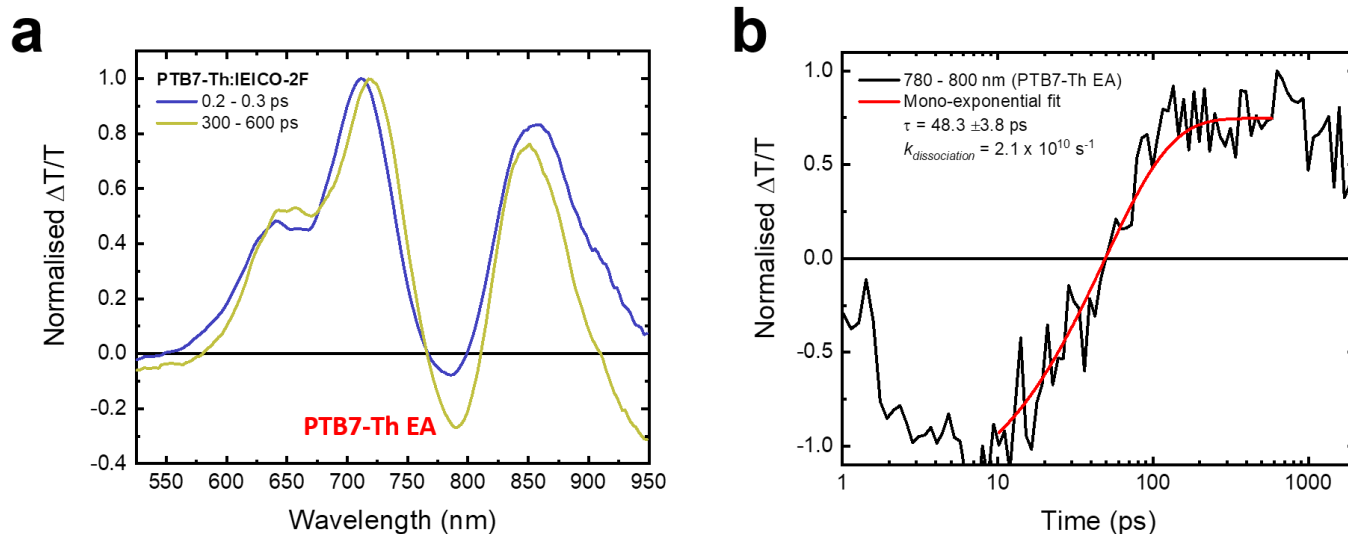 a
PTB7-Th:IEICO-2F
0.2 - 0.3 ps
300 - 600 ps
1.0
0.8
0.6
0.4
0.2
0.0
-0.2
-0.4
Normalised ΔT/T
PTB7-Th EA
525 550 600 650 700 750 800 850 900 950
Wavelength (nm)
b
780 - 800 nm (PTB7-Th EA)
Mono-exponential fit
τ = 48.3 ±3.8 ps
k_dissociation = 2.1 x 10¹⁰ s⁻¹
1.0
0.5
0.0
-0.5
-1.0
Normalised ΔT/T
1 10 100 1000
Time (ps)